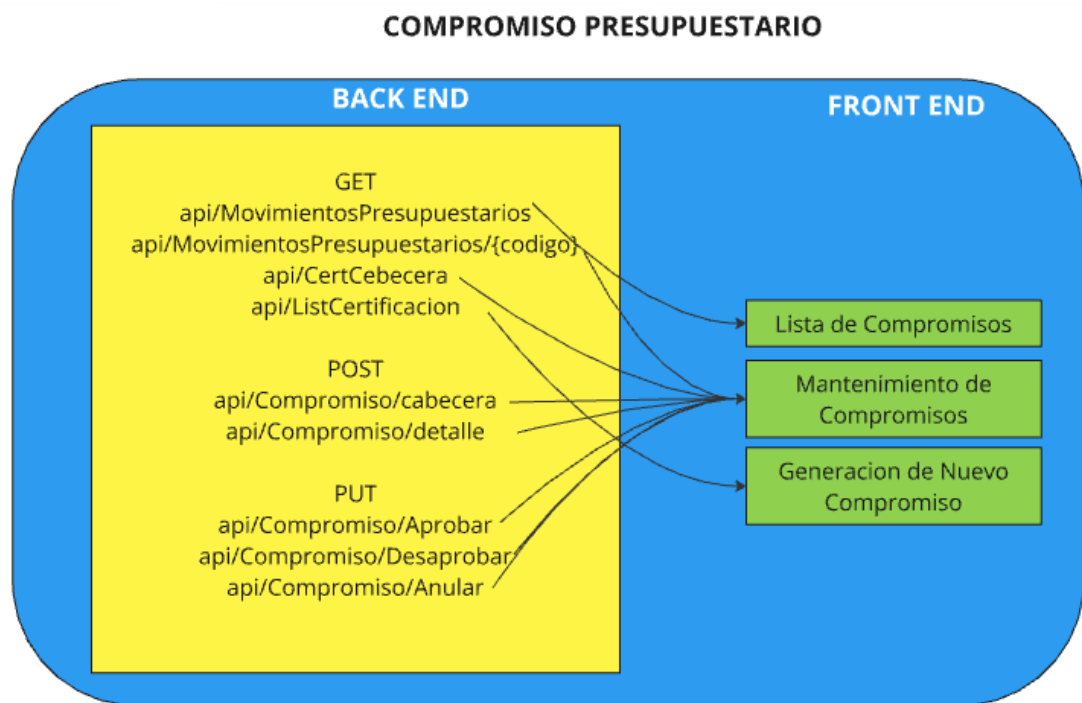 COMPROMISO PRESUPUESTARIO
BACK END
GET
api/MovimientosPresupuestarios
api/MovimientosPresupuestarios/{codigo}
api/CertCebecera
api/ListCertificacion
POST
api/Compromiso/cabecera
api/Compromiso/detalle
PUT
api/Compromiso/Aprobar
api/Compromiso/Desaprobar
api/Compromiso/Anular
FRONT END
Lista de Compromisos
Mantenimiento de
Compromisos
Generacion de Nuevo
Compromiso